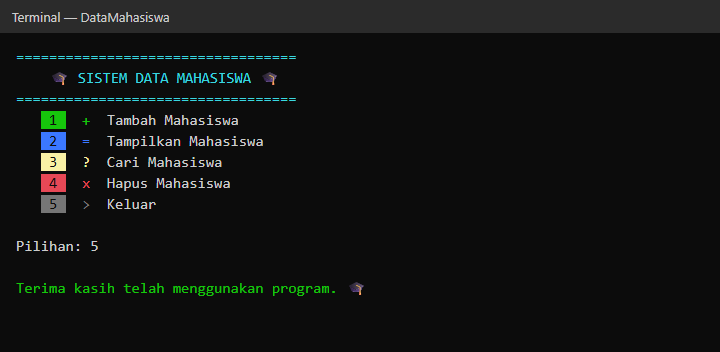 Terminal — DataMahasiswa
==================================
🎓 SISTEM DATA MAHASISWA 🎓
==================================
1 + Tambah Mahasiswa
2 = Tampilkan Mahasiswa
3 ? Cari Mahasiswa
4 x Hapus Mahasiswa
5 > Keluar
Pilihan: 5
Terima kasih telah menggunakan program. 🎓